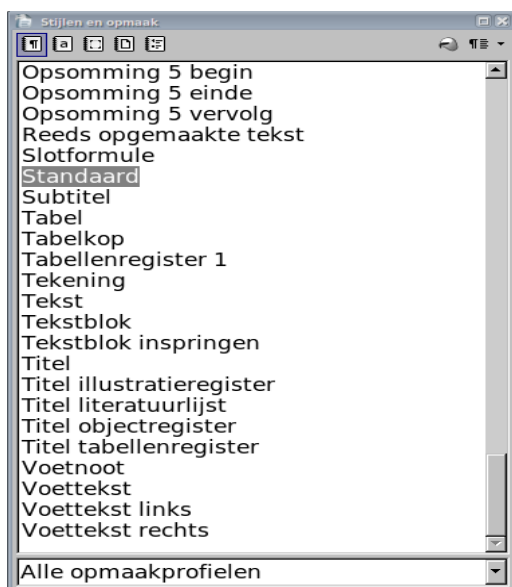 Stijlen en opmaak
Opsomming 5 begin
Opsomming 5 einde
Opsomming 5 vervolg
Reeds opgemaakte tekst
Slotformule
Standaard
Subtitel
Tabel
Tabelkop
Tabellenregister 1
Tekening
Tekst
Tekstblok
Tekstblok inspringen
Titel
Titel illustratieregister
Titel literatuurlijst
Titel objectregister
Titel tabellenregister
Voetnoot
Voettekst
Voettekst links
Voettekst rechts
Alle opmaakprofielen